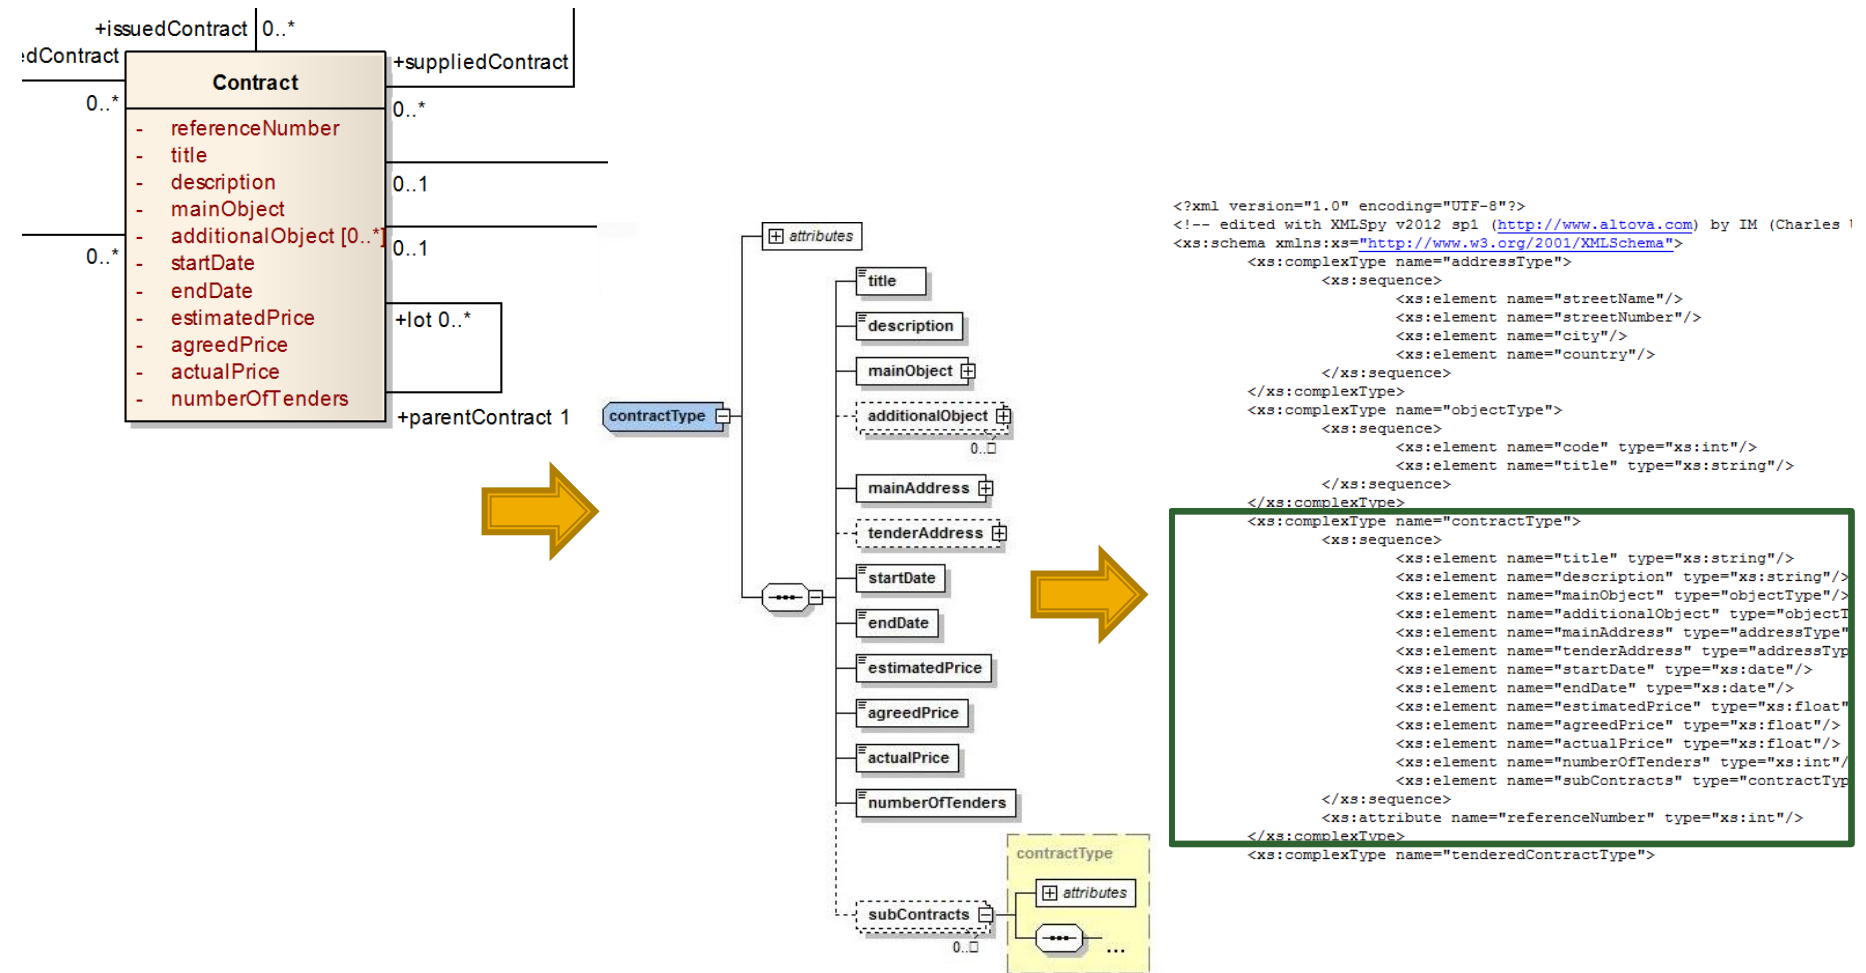 +issuedContract 0..*
edContract
+suppliedContract
Contract
0..*
0..*
- referenceNumber
- title
- description
- mainObject
- additionalObject [0..*]
- startDate
- endDate
- estimatedPrice
- agreedPrice
- actualPrice
- numberOfTenders
0..1
0..*
0..1
+lot 0..*
+parentContract 1
contractType
attributes
title
description
mainObject
additionalObject
0..
mainAddress
tenderAddress
startDate
endDate
estimatedPrice
agreedPrice
actualPrice
numberOfTenders
contractType
attributes
subContracts
0..
...
<?xml version="1.0" encoding="UTF-8"?>
<!-- edited with XMLSpy v2012 sp1 (http://www.altova.com) by IM (Charles
<xs:schema xmlns:xs="http://www.w3.org/2001/XMLSchema">
<xs:complexType name="addressType">
<xs:sequence>
<xs:element name="streetName"/>
<xs:element name="streetNumber"/>
<xs:element name="city"/>
<xs:element name="country"/>
</xs:sequence>
</xs:complexType>
<xs:complexType name="objectType">
<xs:sequence>
<xs:element name="code" type="xs:int"/>
<xs:element name="title" type="xs:string"/>
</xs:sequence>
</xs:complexType>
<xs:complexType name="contractType">
<xs:sequence>
<xs:element name="title" type="xs:string"/>
<xs:element name="description" type="xs:string"/>
<xs:element name="mainObject" type="objectType"/>
<xs:element name="additionalObject" type="objectT
<xs:element name="mainAddress" type="addressType"
<xs:element name="tenderAddress" type="addressTyp
<xs:element name="startDate" type="xs:date"/>
<xs:element name="endDate" type="xs:date"/>
<xs:element name="estimatedPrice" type="xs:float"
<xs:element name="agreedPrice" type="xs:float"/>
<xs:element name="actualPrice" type="xs:float"/>
<xs:element name="numberOfTenders" type="xs:int"/
<xs:element name="subContracts" type="contractTyp
</xs:sequence>
<xs:attribute name="referenceNumber" type="xs:int"/>
</xs:complexType>
<xs:complexType name="tenderedContractType">